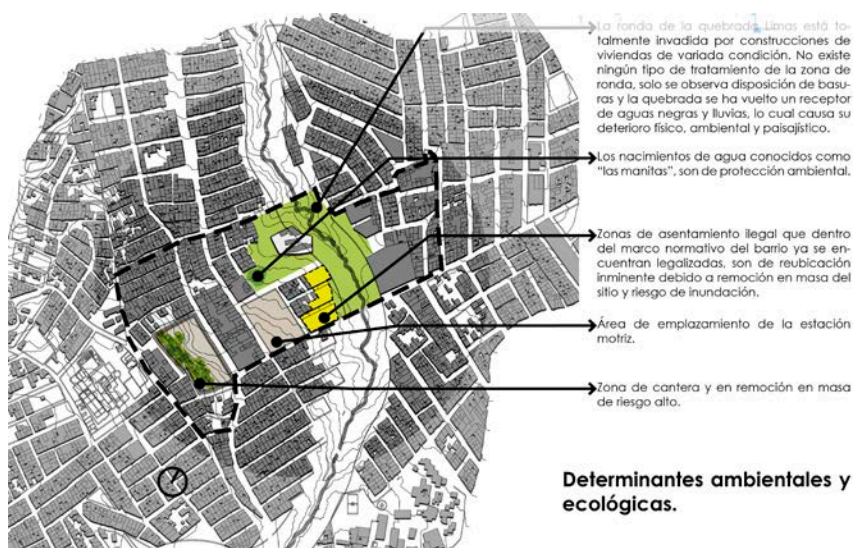 La ronda de la quebrada Limas está to-
talmente invadida por construcciones de
viviendas de variada condición. No existe
ningún tipo de tratamiento de la zona de
ronda, solo se observa disposición de basu-
ras y la quebrada se ha vuelto un receptor
de aguas negras y lluvias, lo cual causa su
deterioro físico, ambiental y paisajístico.
Los nacimientos de agua conocidos como
“las manitas”, son de protección ambiental.
Zonas de asentamiento ilegal que dentro
del marco normativo del barrio ya se en-
cuentran legalizadas, son de reubicación
inminente debido a remoción en masa del
sitio y riesgo de inundación.
Área de emplazamiento de la estación
motriz.
Zona de cantera y en remoción en masa
de riesgo alto.
Determinantes ambientales y
ecológicas.